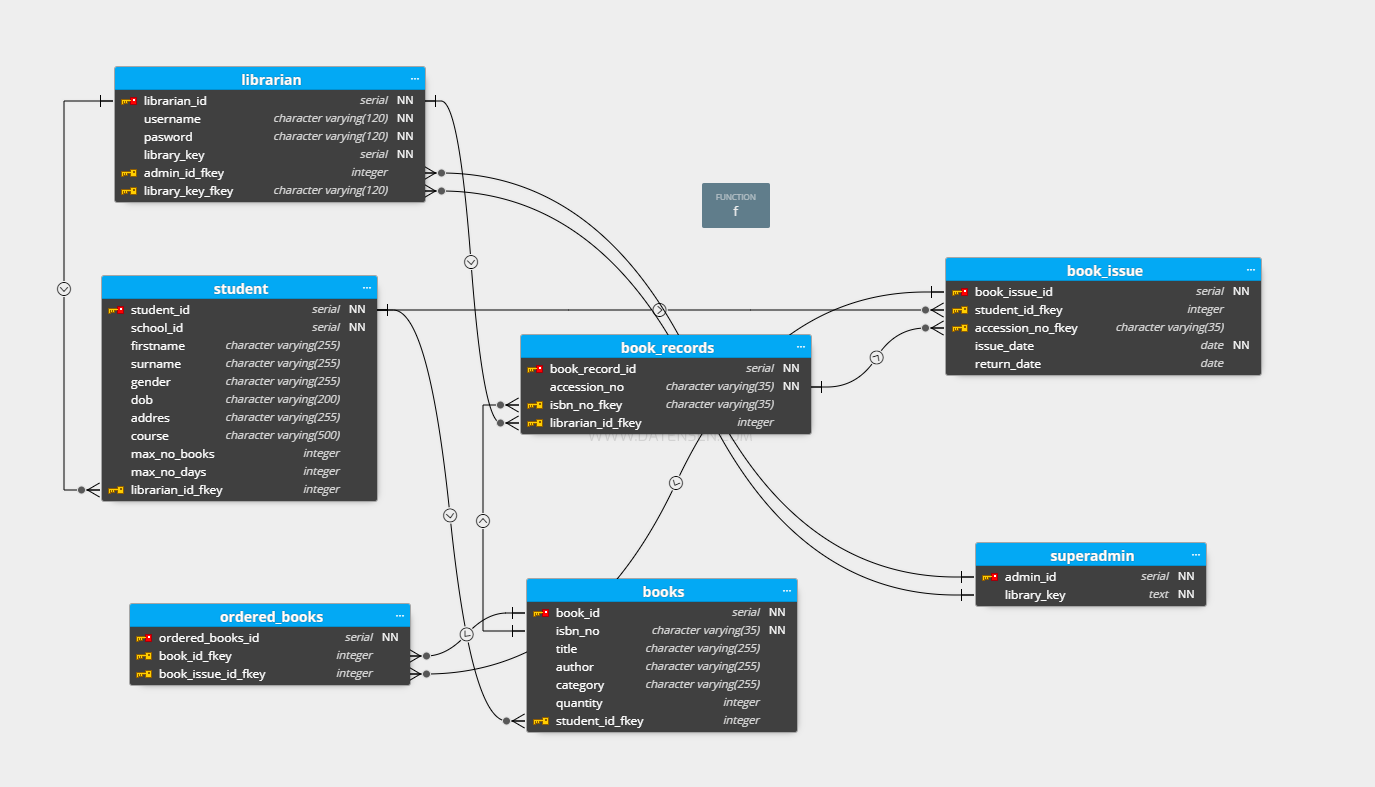 librarian ...
librarian_id serial NN
username character varying(120) NN
pasword character varying(120) NN
library_key serial NN
admin_id_fkey integer
library_key_fkey character varying(120)
FUNCTION
f
student ...
student_id serial NN
school_id serial NN
firstname character varying(255)
surname character varying(255)
gender character varying(255)
dob character varying(200)
addres character varying(255)
course character varying(500)
max_no_books integer
max_no_days integer
librarian_id_fkey integer
book_issue ...
book_issue_id serial NN
student_id_fkey integer
accession_no_fkey character varying(35)
issue_date date NN
return_date date
book_records ...
book_record_id serial NN
accession_no character varying(35) NN
isbn_no_fkey character varying(35)
librarian_id_fkey integer
WWW.DATENSEN.COM
superadmin ...
admin_id serial NN
library_key text NN
ordered_books ...
ordered_books_id serial NN
book_id_fkey integer
book_issue_id_fkey integer
books ...
book_id serial NN
isbn_no character varying(35) NN
title character varying(255)
author character varying(255)
category character varying(255)
quantity integer
student_id_fkey integer